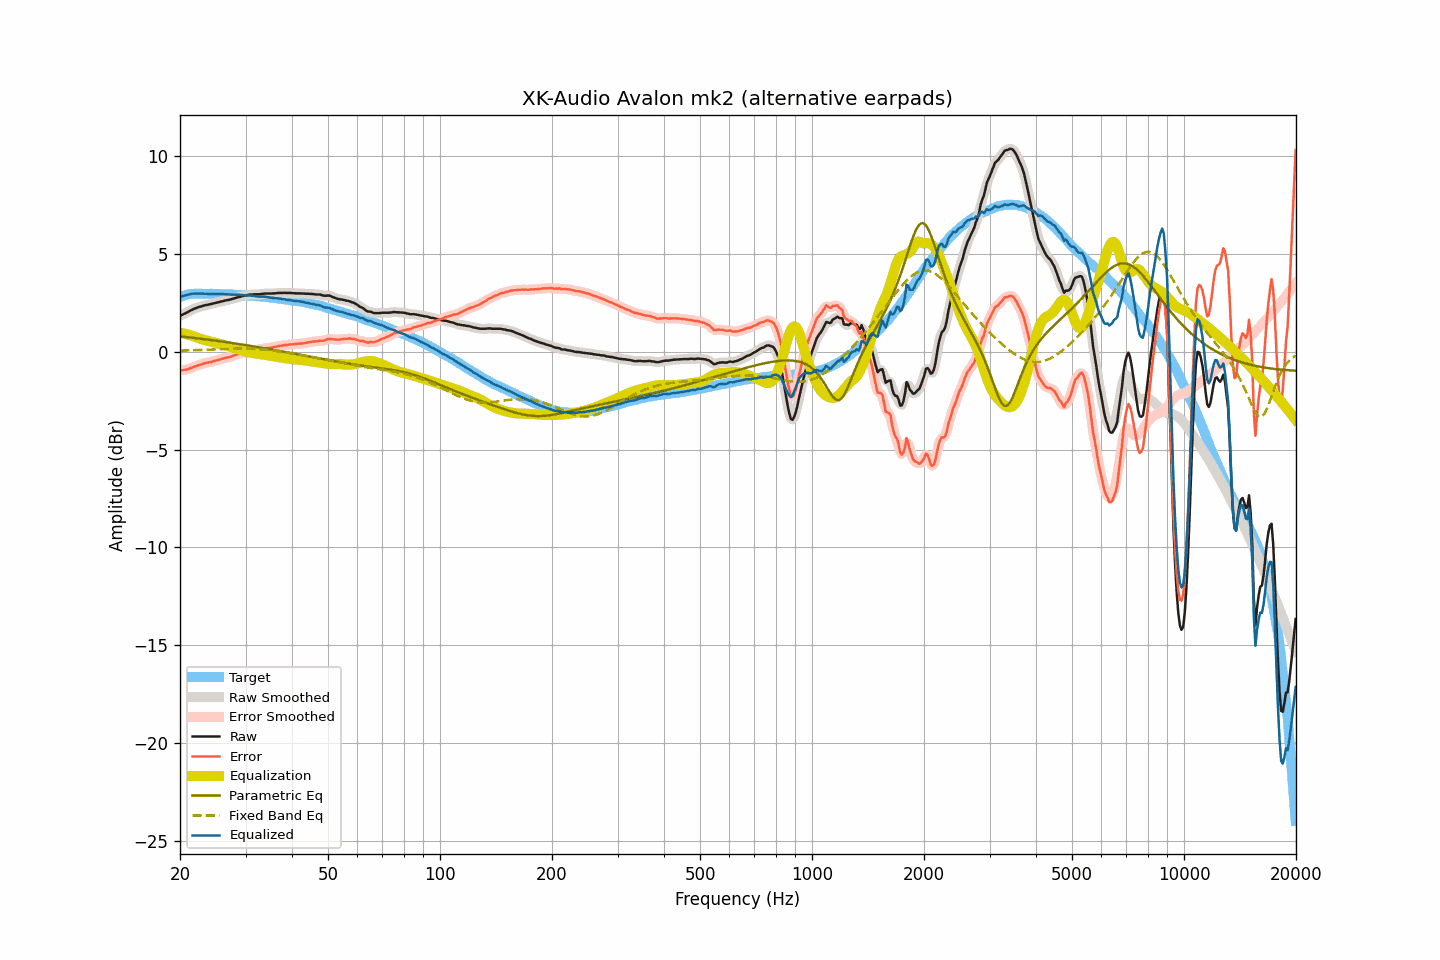 XK-Audio Avalon mk2 (alternative earpads)
Amplitude (dBr)
10
5
0
−5
−10
−15
−20
−25
Target
Raw Smoothed
Error Smoothed
Raw
Error
Equalization
Parametric Eq
Fixed Band Eq
Equalized
20 50 100 200 500 1000 2000 5000 10000 20000
Frequency (Hz)